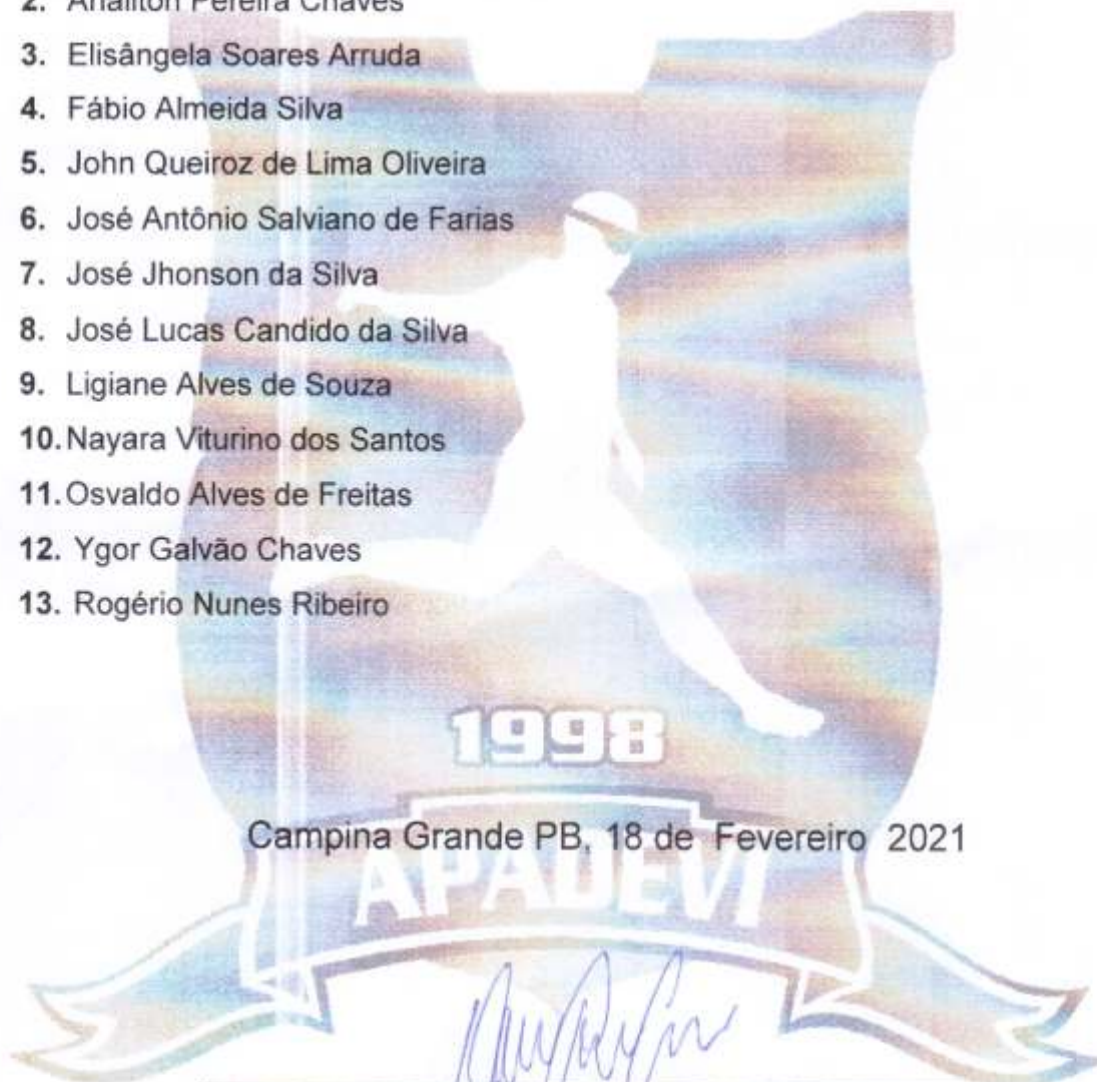 2. Anailton Pereira Chaves
3. Elisângela Soares Arruda
4. Fábio Almeida Silva
5. John Queiroz de Lima Oliveira
6. José Antônio Salviano de Farias
7. José Jhonson da Silva
8. José Lucas Candido da Silva
9. Ligiane Alves de Souza
10. Nayara Viturino dos Santos
11. Osvaldo Alves de Freitas
12. Ygor Galvão Chaves
13. Rogério Nunes Ribeiro
1998
Campina Grande PB, 18 de Fevereiro 2021
APADEVI